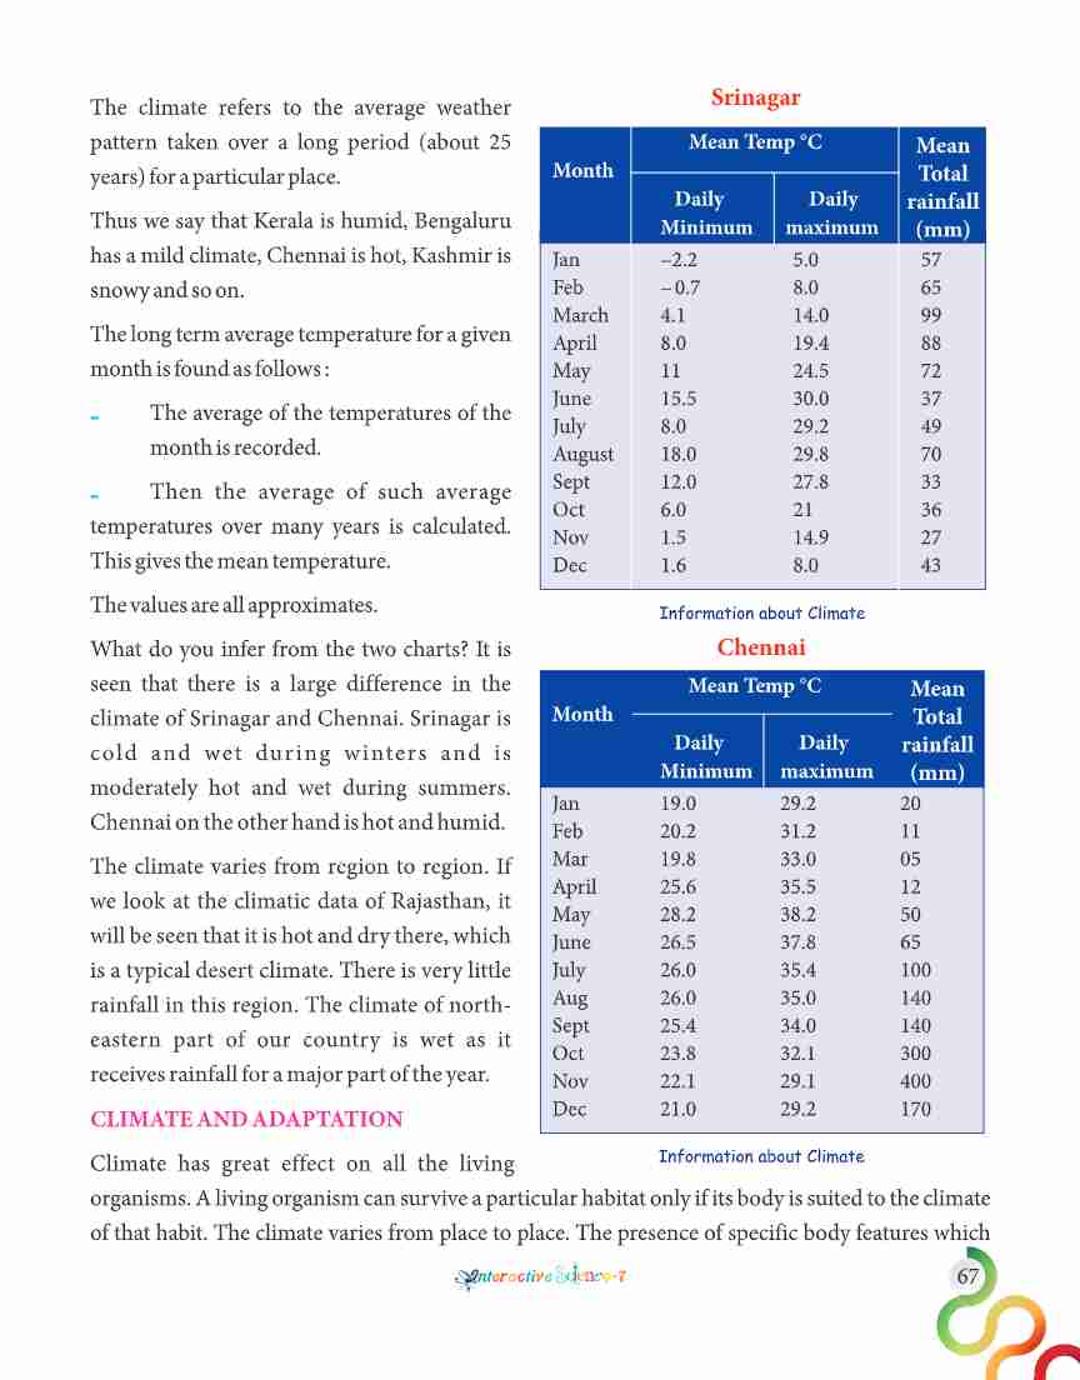 The climate refers to the average weather
pattern taken over a long period (about 25
years) for a particular place.
Thus we say that Kerala is humid, Bengaluru
has a mild climate, Chennai is hot, Kashmir is
snowy and so on.
The long term average temperature for a given
month is found as follows :
- The average of the temperatures of the
month is recorded.
- Then the average of such average
temperatures over many years is calculated.
This gives the mean temperature.
The values are all approximates.
What do you infer from the two charts? It is
seen that there is a large difference in the
climate of Srinagar and Chennai. Srinagar is
cold and wet during winters and is
moderately hot and wet during summers.
Chennai on the other hand is hot and humid.
The climate varies from region to region. If
we look at the climatic data of Rajasthan, it
will be seen that it is hot and dry there, which
is a typical desert climate. There is very little
rainfall in this region. The climate of north-
eastern part of our country is wet as it
receives rainfall for a major part of the year.
CLIMATE AND ADAPTATION
Climate has great effect on all the living
Srinagar
Month Mean Temp °C Mean
Total
rainfall
(mm)
Daily
Minimum Daily
maximum
Jan –2.2 5.0 57
Feb –0.7 8.0 65
March 4.1 14.0 99
April 8.0 19.4 88
May 11 24.5 72
June 15.5 30.0 37
July 8.0 29.2 49
August 18.0 29.8 70
Sept 12.0 27.8 33
Oct 6.0 21 36
Nov 1.5 14.9 27
Dec 1.6 8.0 43
Information about Climate
Chennai
Month Mean Temp °C Mean
Total
rainfall
(mm)
Daily
Minimum Daily
maximum
Jan 19.0 29.2 20
Feb 20.2 31.2 11
Mar 19.8 33.0 05
April 25.6 35.5 12
May 28.2 38.2 50
June 26.5 37.8 65
July 26.0 35.4 100
Aug 26.0 35.0 140
Sept 25.4 34.0 140
Oct 23.8 32.1 300
Nov 22.1 29.1 400
Dec 21.0 29.2 170
Information about Climate
organisms. A living organism can survive a particular habitat only if its body is suited to the climate
of that habit. The climate varies from place to place. The presence of specific body features which
Interactive Science-7
67